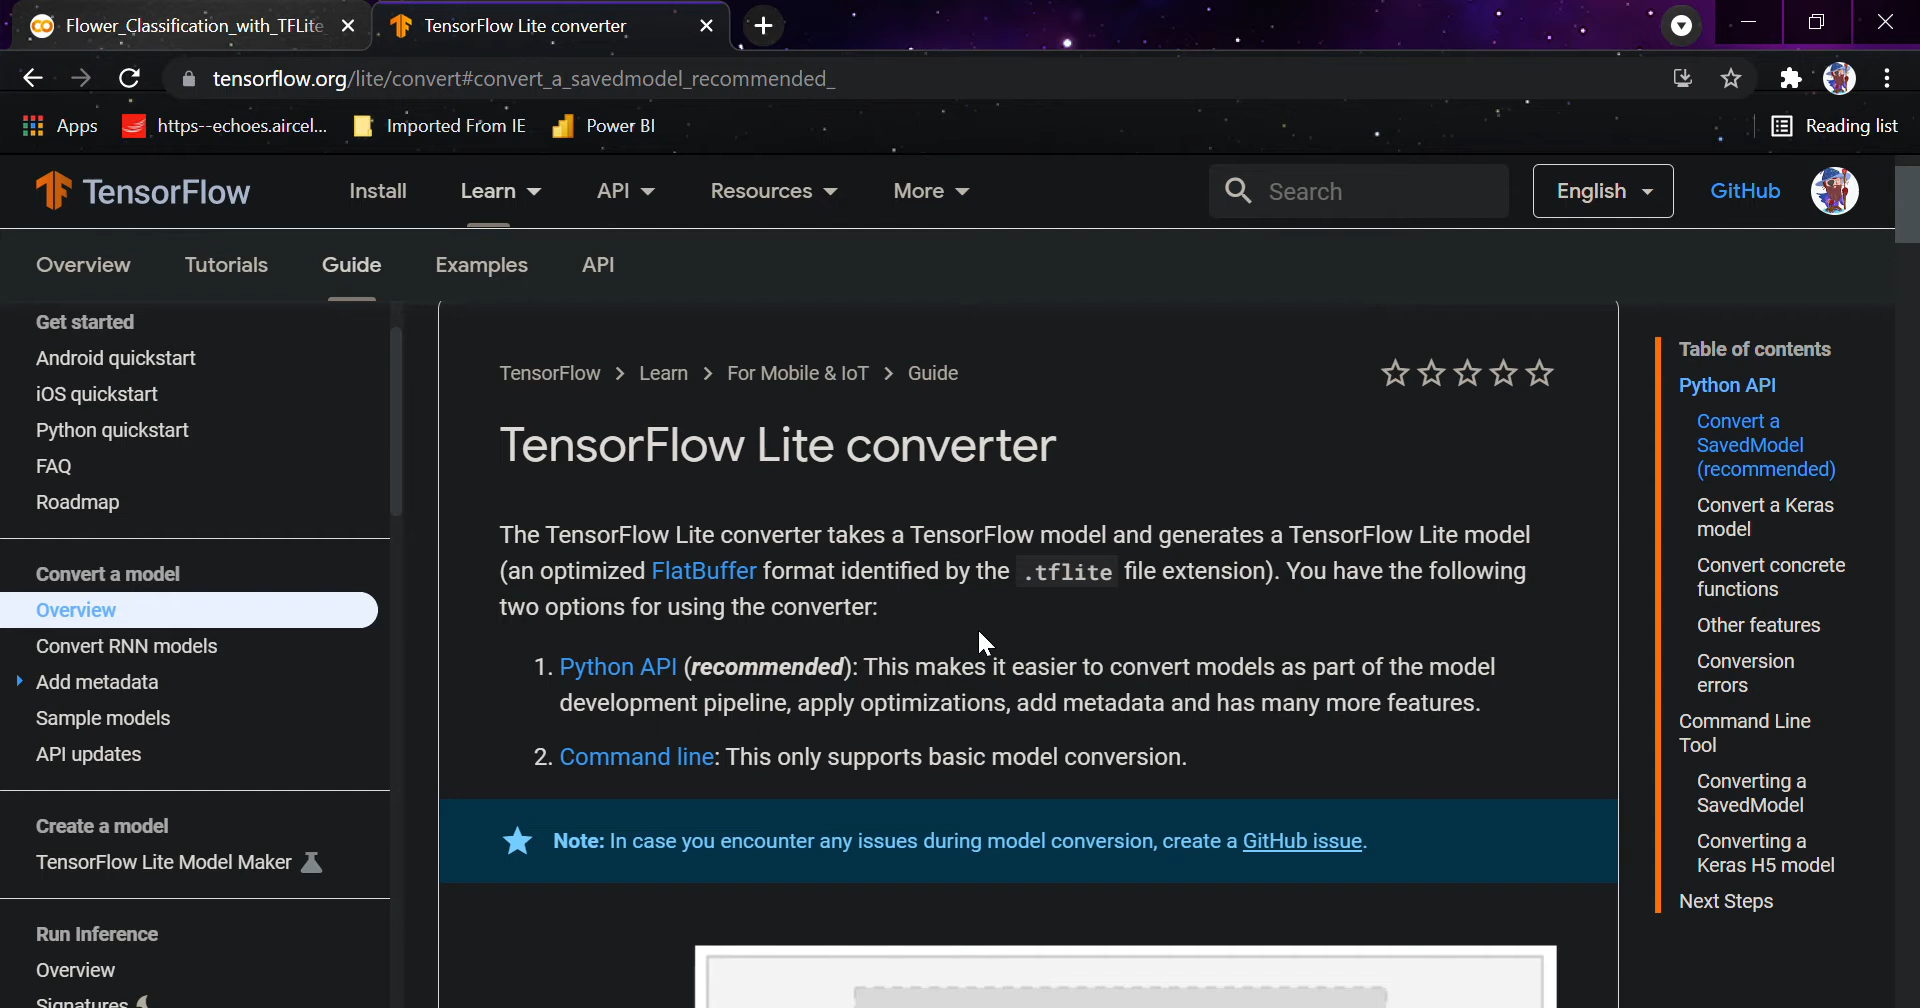 Flower_Classification_with_TFLite
TensorFlow Lite converter
tensorflow.org/lite/convert#convert_a_savedmodel_recommended_
Apps
https--echoes.aircel...
Imported From IE
Power BI
Reading list
TensorFlow
Install
Learn
API
Resources
More
Search
English
GitHub
Overview
Tutorials
Guide
Examples
API
Get started
Android quickstart
iOS quickstart
Python quickstart
FAQ
Roadmap
Convert a model
Overview
Convert RNN models
Add metadata
Sample models
API updates
Create a model
TensorFlow Lite Model Maker
Run Inference
Overview
Signatures
TensorFlow > Learn > For Mobile & IoT > Guide
TensorFlow Lite converter
The TensorFlow Lite converter takes a TensorFlow model and generates a TensorFlow Lite model
(an optimized FlatBuffer format identified by the .tflite file extension). You have the following
two options for using the converter:
1. Python API (recommended): This makes it easier to convert models as part of the model
development pipeline, apply optimizations, add metadata and has many more features.
2. Command line: This only supports basic model conversion.
Note: In case you encounter any issues during model conversion, create a GitHub issue.
Table of contents
Python API
Convert a
SavedModel
(recommended)
Convert a Keras
model
Convert concrete
functions
Other features
Conversion
errors
Command Line
Tool
Converting a
SavedModel
Converting a
Keras H5 model
Next Steps